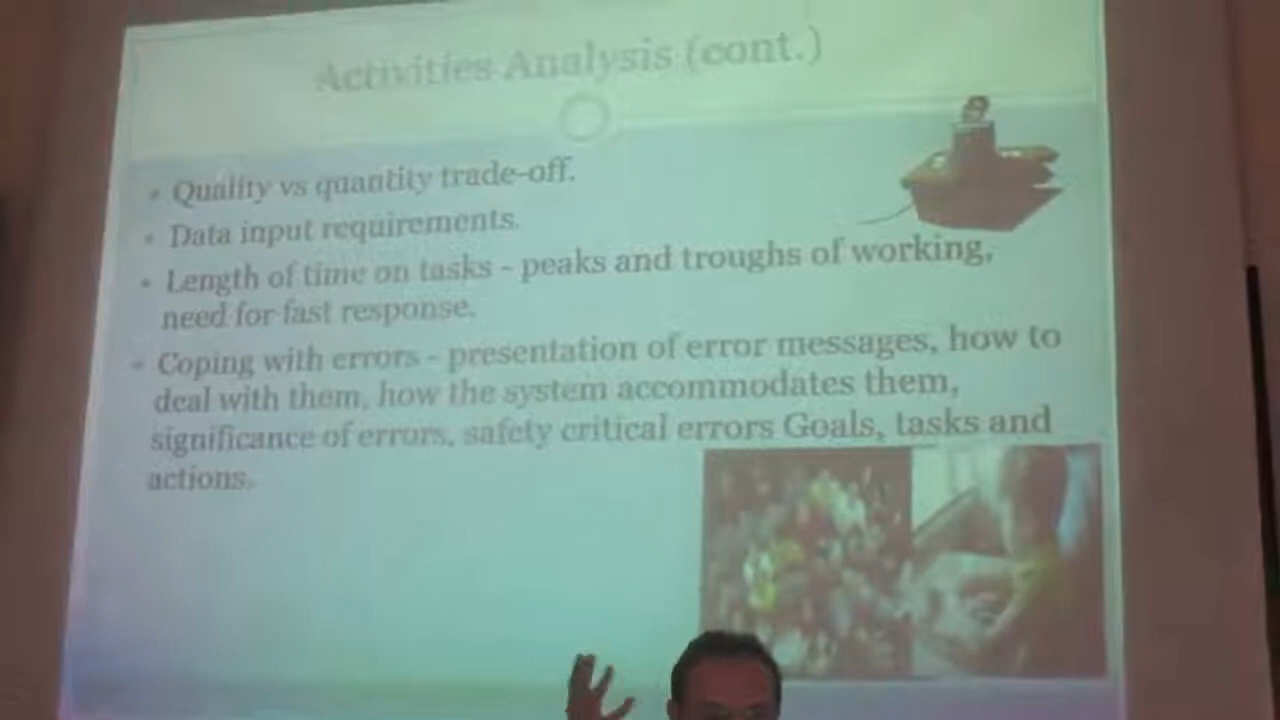 Activities Analysis (cont.)
Quality vs quantity trade-off.
Data input requirements.
Length of time on tasks - peaks and troughs of working,
need for fast response.
Coping with errors - presentation of error messages, how to
deal with them, how the system accommodates them,
significance of errors, safety critical errors Goals, tasks and
actions.